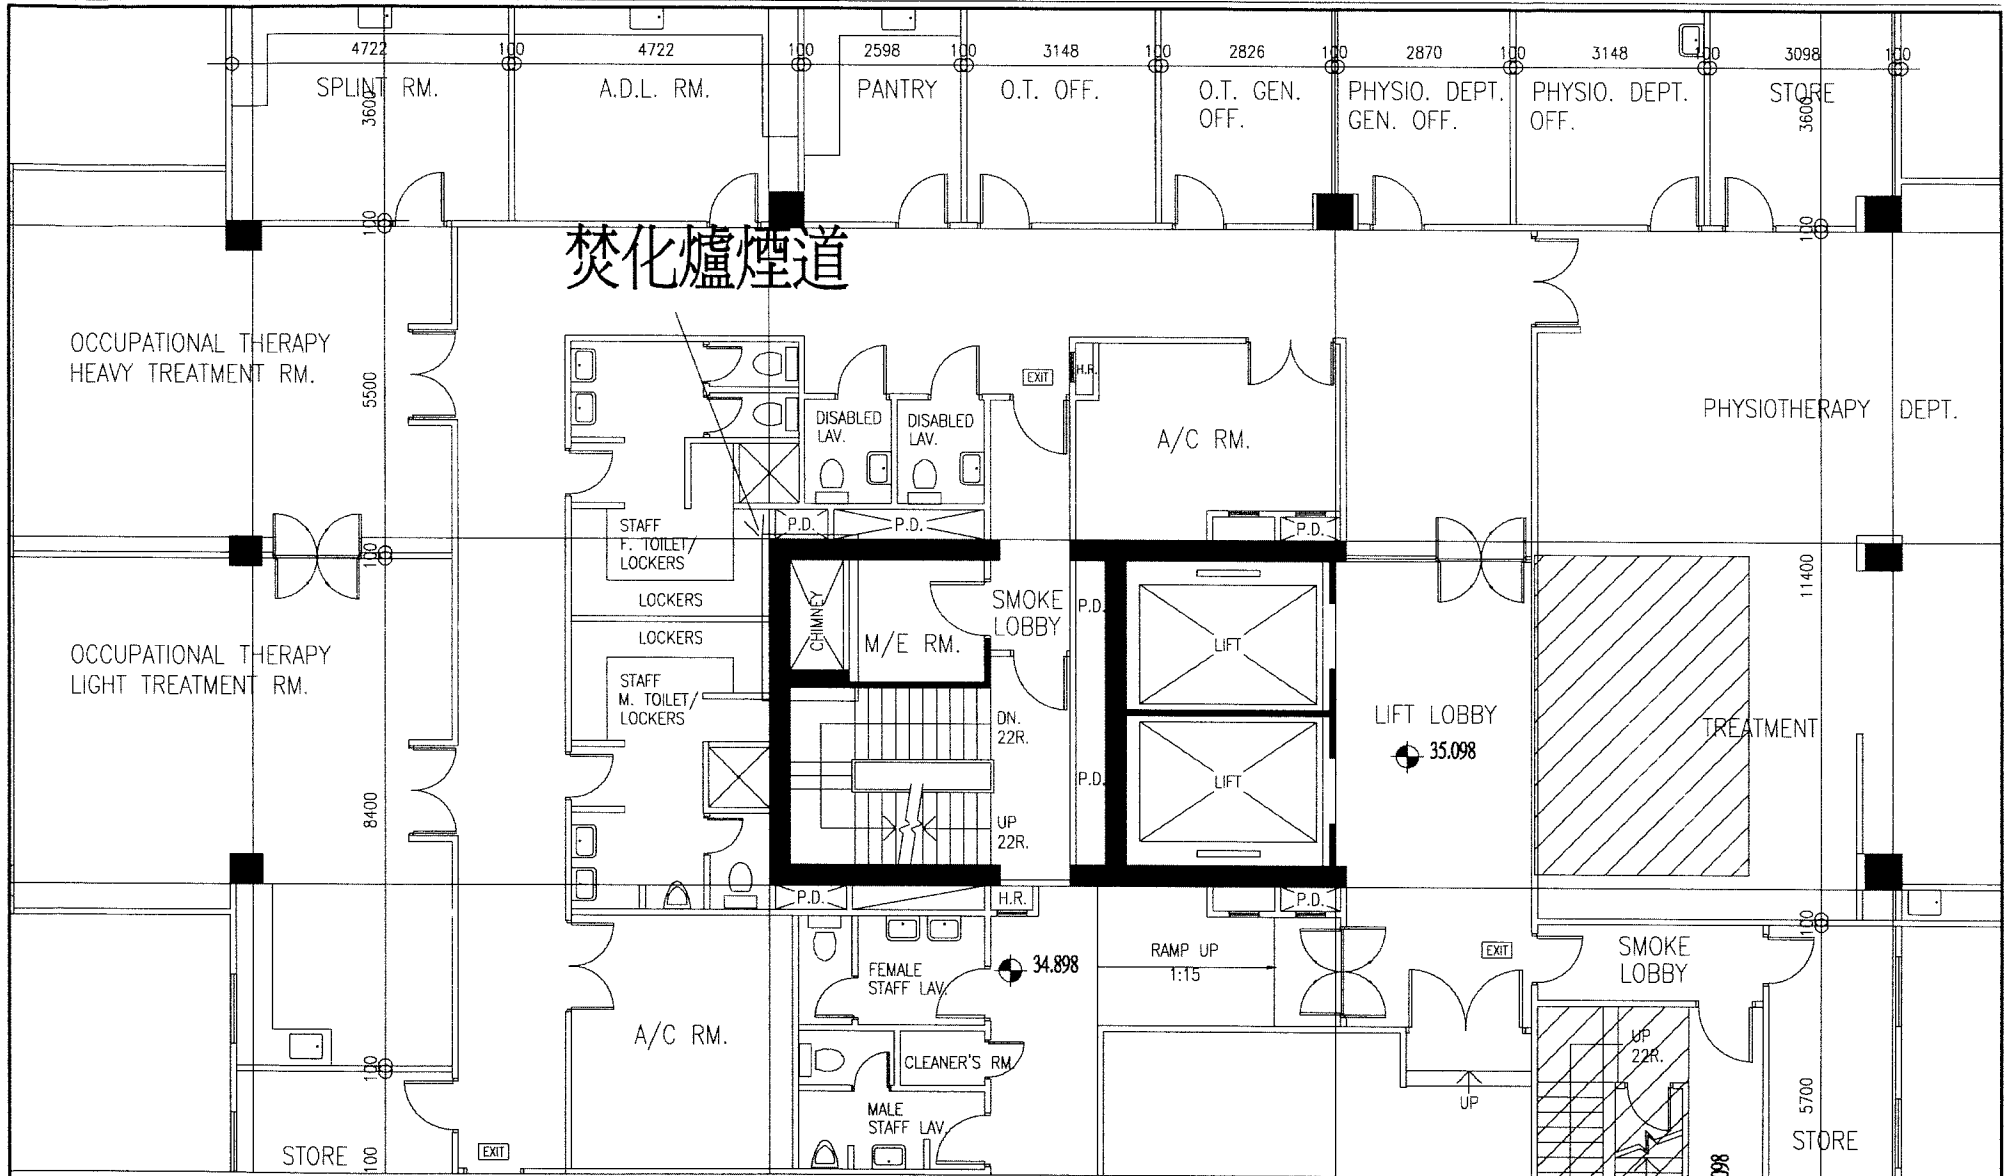 4722
100
4722
100
2598
100
3148
100
2826
100
2870
100
3148
100
3098
100
SPLINT RM.
A.D.L. RM.
PANTRY
O.T. OFF.
O.T. GEN.
OFF.
PHYSIO. DEPT.
GEN. OFF.
PHYSIO. DEPT.
OFF.
STORE
3600
3600
100
100
焚化爐煙道
OCCUPATIONAL THERAPY
HEAVY TREATMENT RM.
5500
EXIT
H.R.
DISABLED
LAV.
DISABLED
LAV.
A/C RM.
PHYSIOTHERAPY DEPT.
STAFF
F. TOILET/
LOCKERS
P.D.
P.D.
P.D.
100
LOCKERS
LOCKERS
CHIMNEY
M/E RM.
SMOKE
LOBBY
P.D.
LIFT
11400
OCCUPATIONAL THERAPY
LIGHT TREATMENT RM.
STAFF
M. TOILET/
LOCKERS
DN.
22R.
LIFT LOBBY
35.098
TREATMENT
P.D.
LIFT
8400
UP
22R.
P.D.
H.R.
P.D.
100
34.898
RAMP UP
1:15
EXIT
SMOKE
LOBBY
FEMALE
STAFF LAV.
A/C RM.
CLEANER'S RM.
UP
22R.
100
UP
MALE
STAFF LAV.
5700
STORE
100
EXIT
STORE
098